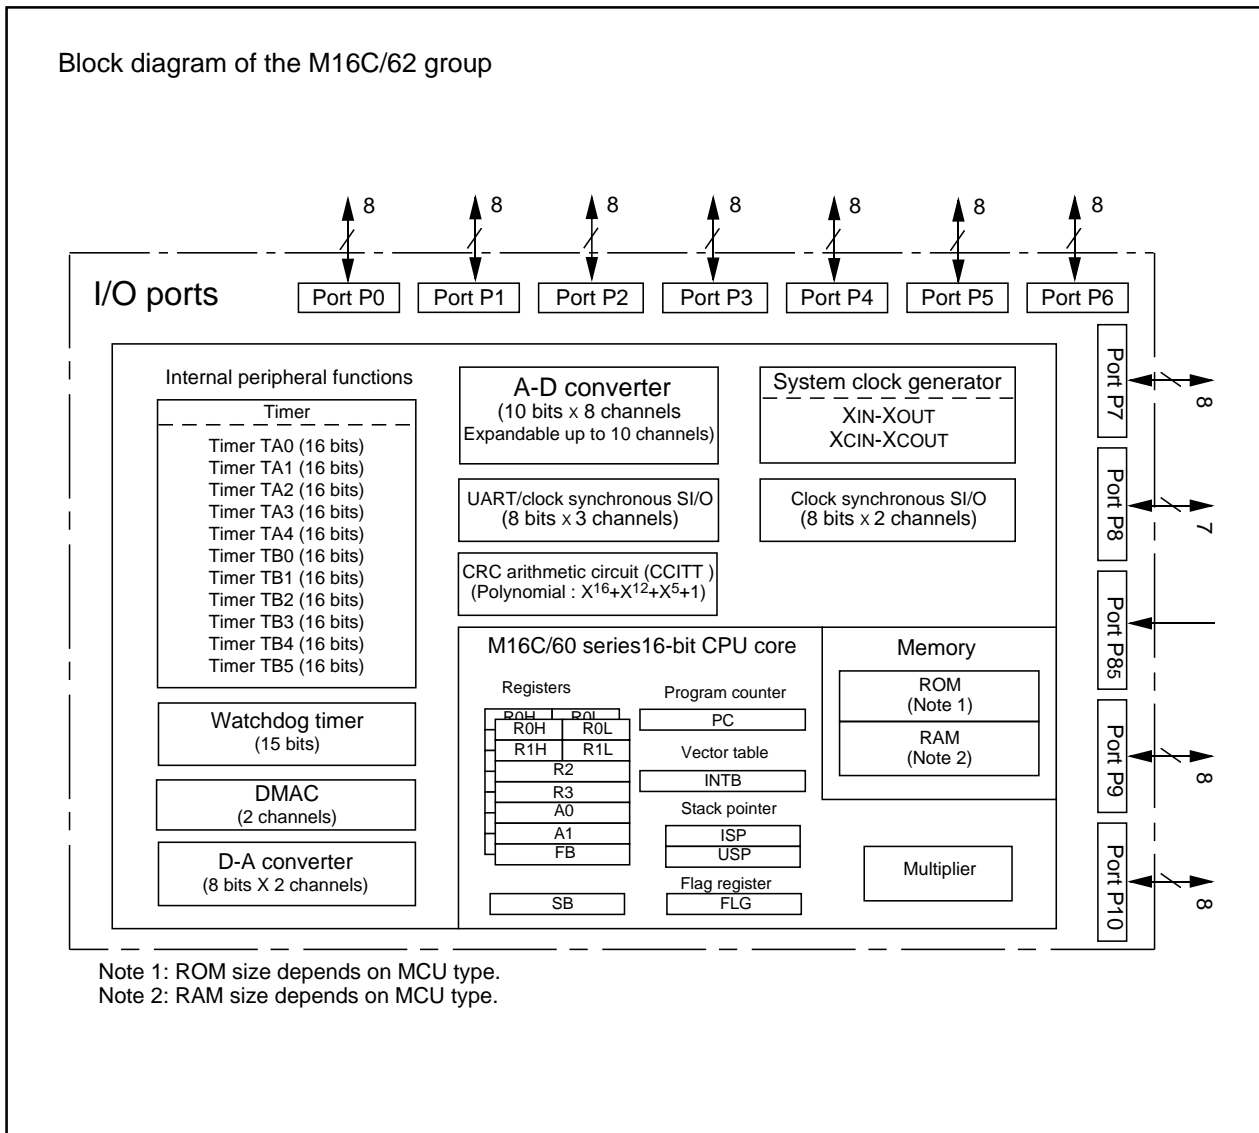 Block diagram of the M16C/62 group
8 8 8 8 8 8 8
I/O ports
Port P0 Port P1 Port P2 Port P3 Port P4 Port P5 Port P6
Port P7
8
Port P8
7
Port P85
Port P9
8
Port P10
8
Internal peripheral functions
Timer
Timer TA0 (16 bits)
Timer TA1 (16 bits)
Timer TA2 (16 bits)
Timer TA3 (16 bits)
Timer TA4 (16 bits)
Timer TB0 (16 bits)
Timer TB1 (16 bits)
Timer TB2 (16 bits)
Timer TB3 (16 bits)
Timer TB4 (16 bits)
Timer TB5 (16 bits)
Watchdog timer
(15 bits)
DMAC
(2 channels)
D-A converter
(8 bits X 2 channels)
A-D converter
(10 bits x 8 channels
Expandable up to 10 channels)
System clock generator
XIN-XOUT
XCIN-XCOUT
UART/clock synchronous SI/O
(8 bits x 3 channels)
Clock synchronous SI/O
(8 bits x 2 channels)
CRC arithmetic circuit (CCITT )
(Polynomial : X16+X12+X5+1)
M16C/60 series16-bit CPU core
Registers
R0H R0L
R0H R0L
R1H R1L
R2
R3
A0
A1
FB
SB
Program counter
PC
Vector table
INTB
Stack pointer
ISP
USP
Flag register
FLG
Memory
ROM
(Note 1)
RAM
(Note 2)
Multiplier
Note 1: ROM size depends on MCU type.
Note 2: RAM size depends on MCU type.